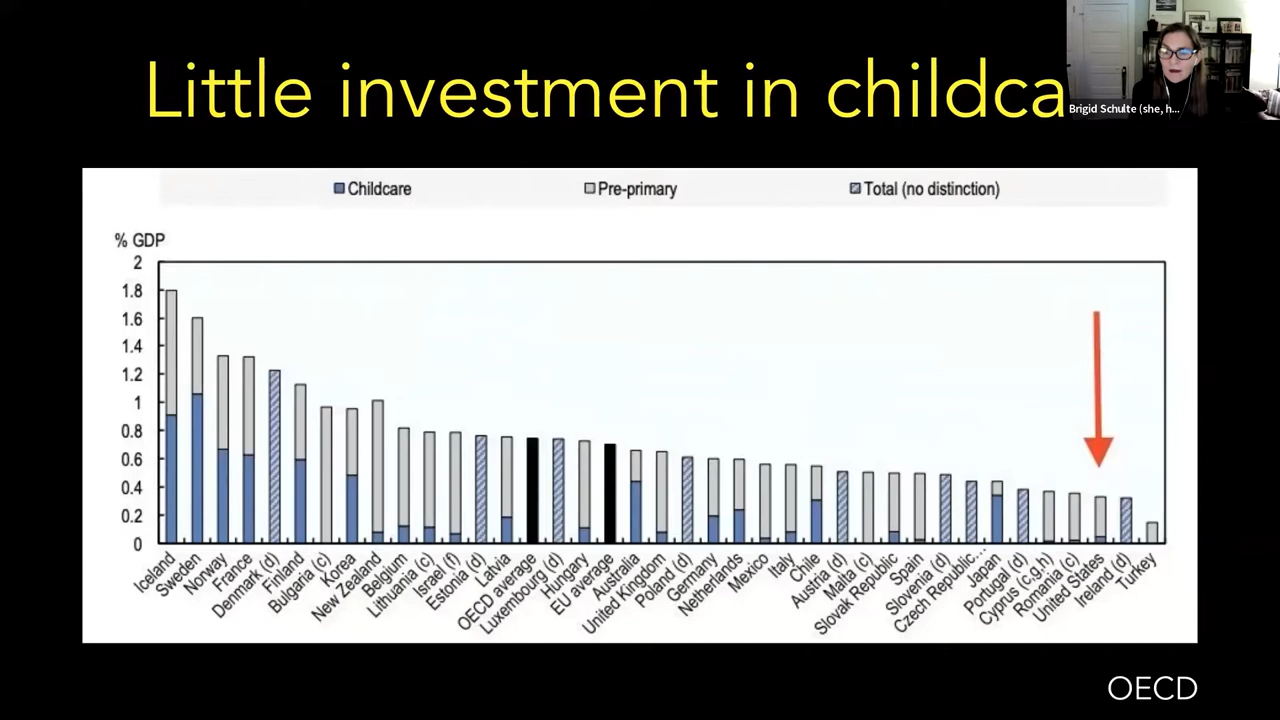 Little investment in childca
Brigid Schulte (she, h...
Childcare
Pre-primary
Total (no distinction)
% GDP
2
1.8
1.6
1.4
1.2
1
0.8
0.6
0.4
0.2
0
Iceland
Sweden
Norway
France
Denmark (d)
Finland
Bulgaria (c)
Korea
New Zealand
Belgium
Lithuania (c)
Israel (f)
Estonia (d)
Latvia
OECD average
Luxembourg (d)
Hungary
EU average
Australia
United Kingdom
Poland (d)
Germany
Netherlands
Mexico
Italy
Chile
Austria (d)
Malta (c)
Slovak Republic
Spain
Slovenia (d)
Czech Republic...
Japan
Portugal (d)
Cyprus (c,g,h)
Romania (c)
United States
Ireland (d)
Turkey
OECD